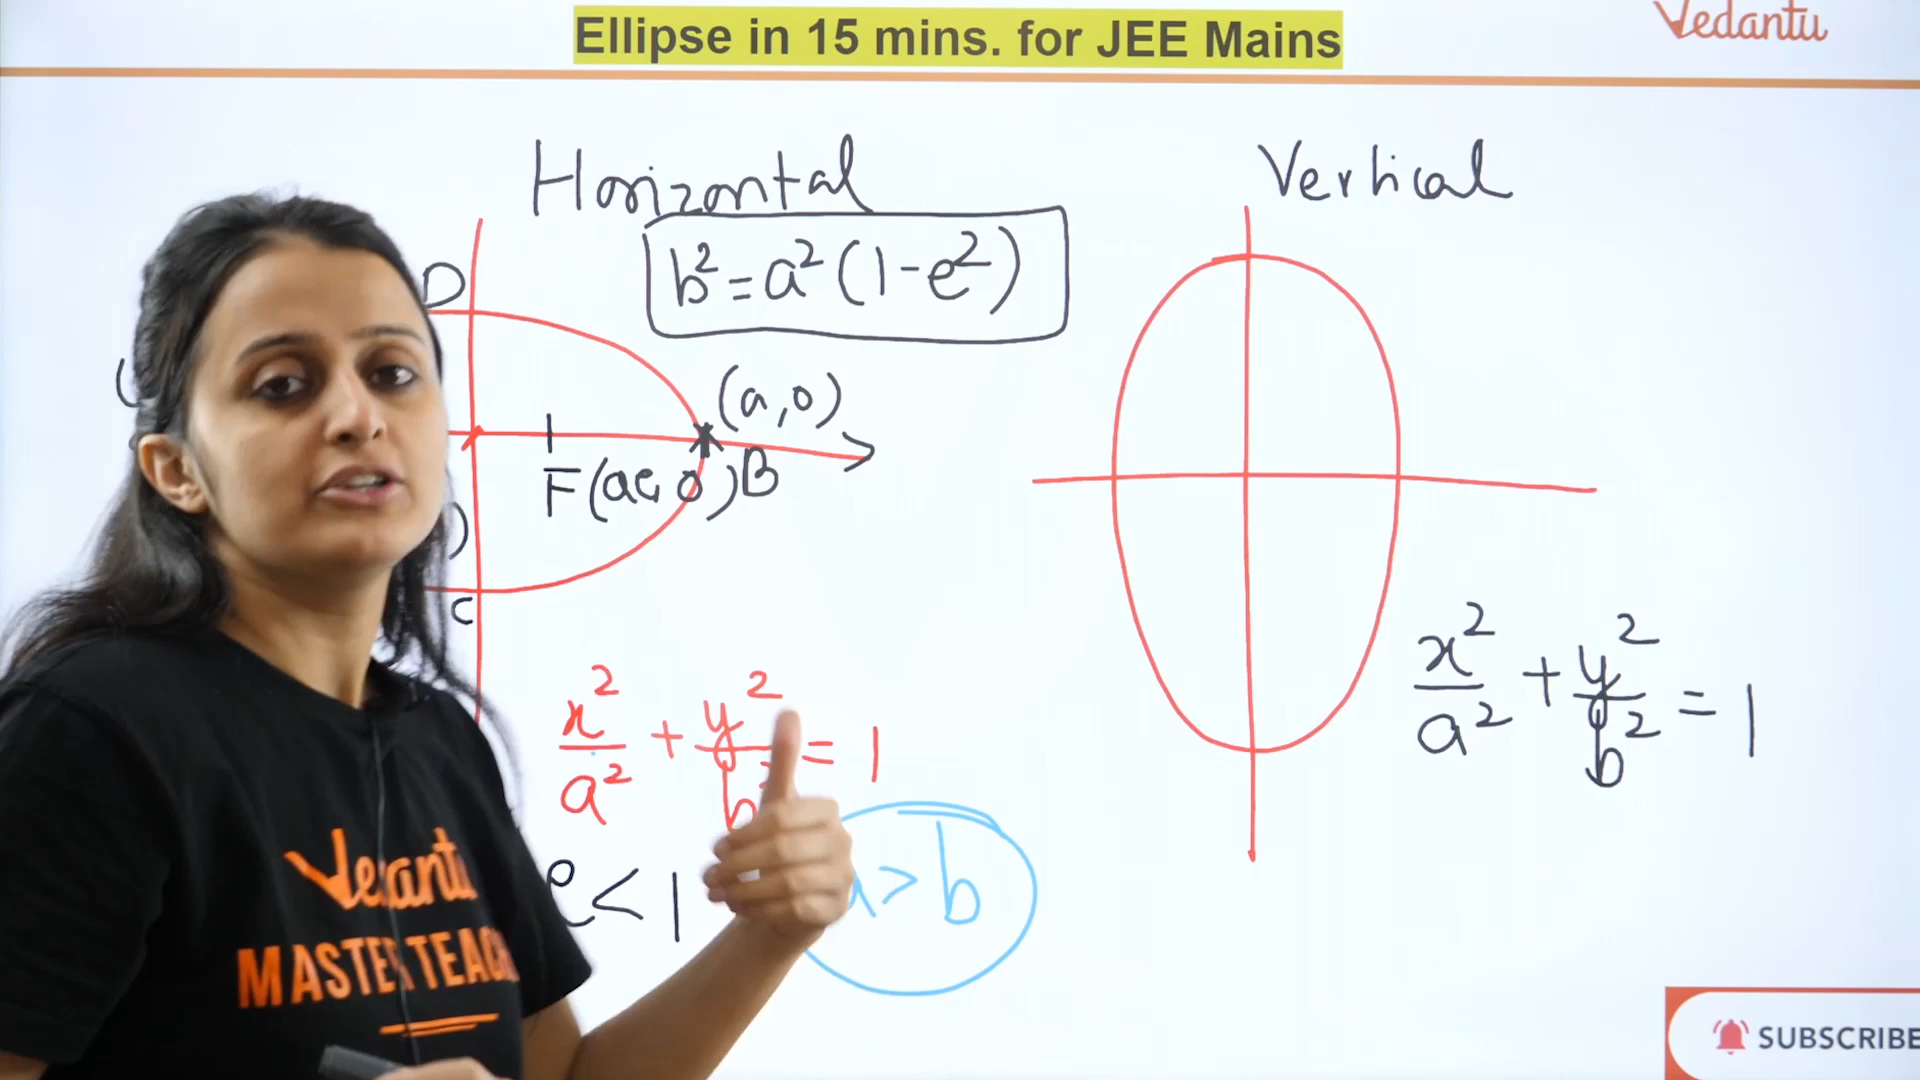 Ellipse in 15 mins. for JEE Mains
Vedantu
Horizontal
Vertical
b² = a² (1 - e²)
D
(a, 0)
F(ae, 0) B
C
x²/a² + y²/b² = 1
x²/a² + y²/b² = 1
e < 1
a > b
Vedantu
MASTER TEAC
SUBSCRIBE